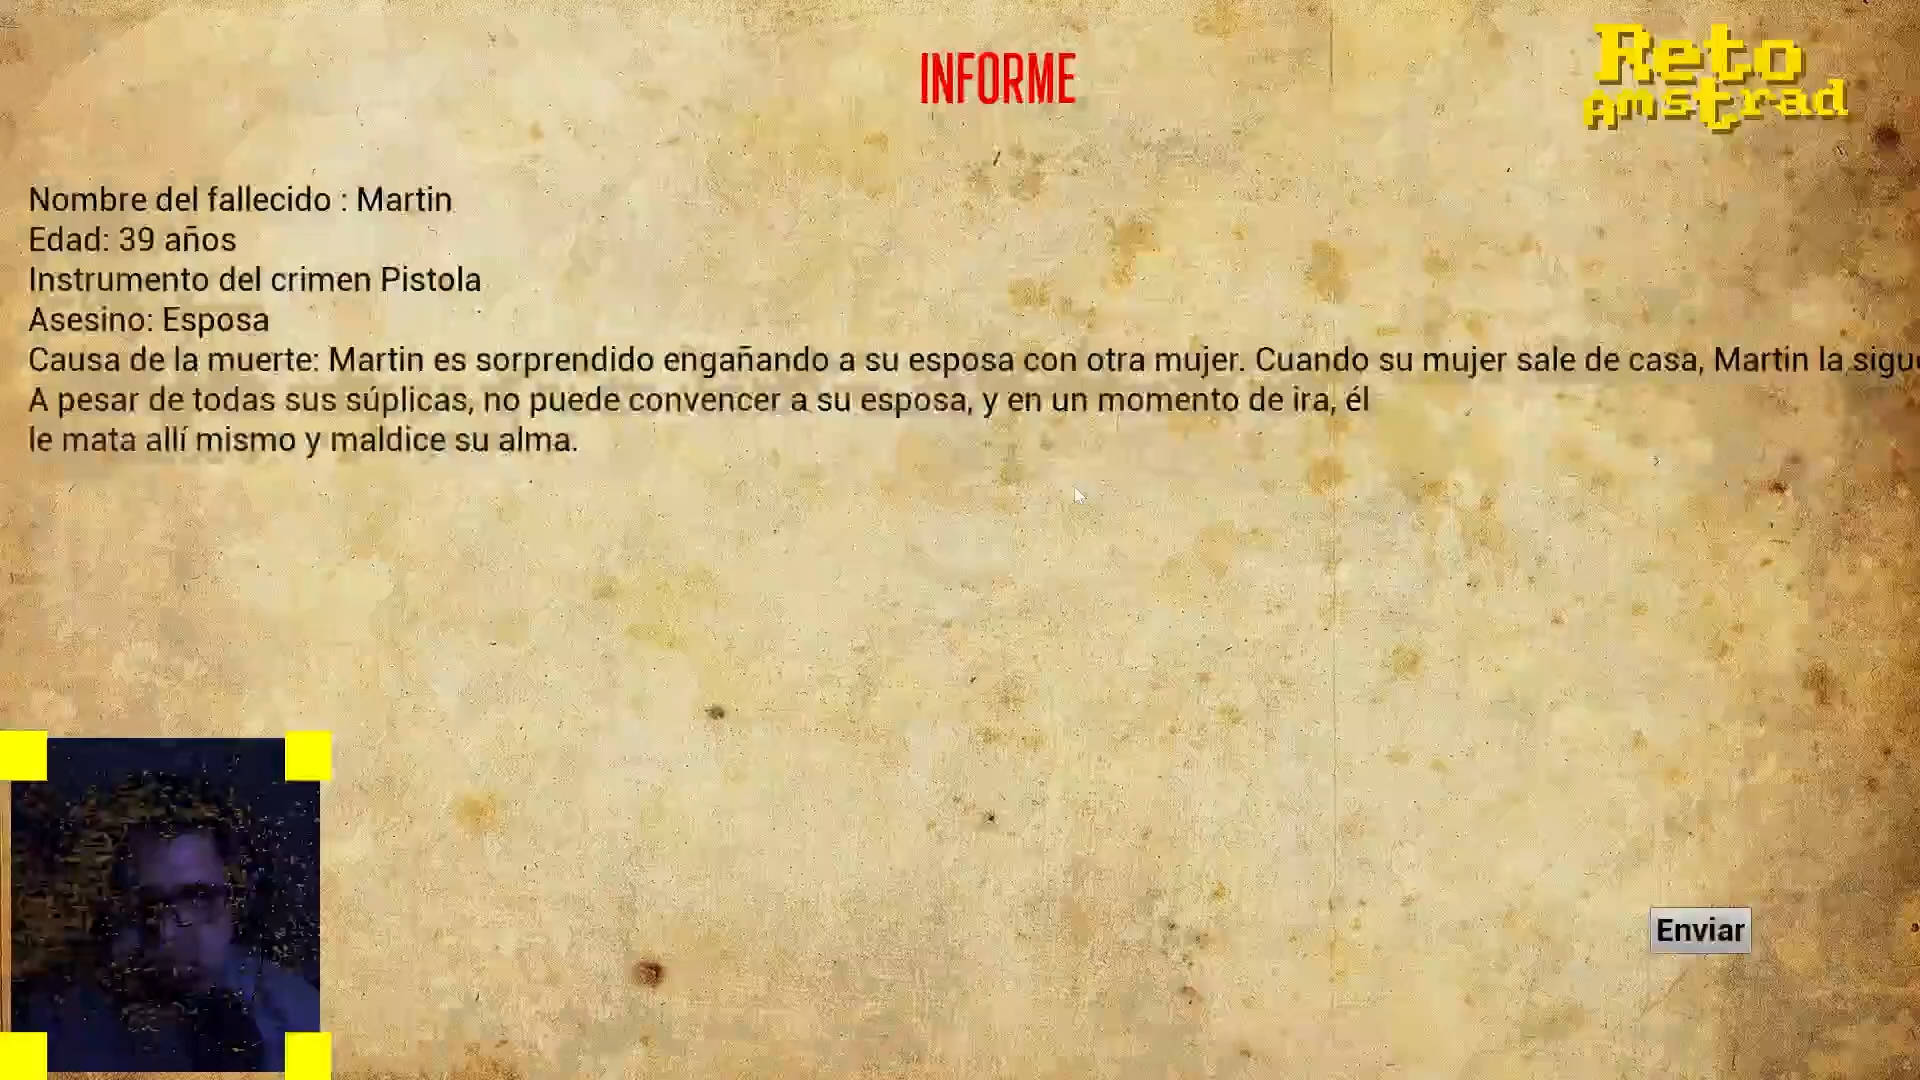 INFORME
Reto
Amstrad
Nombre del fallecido : Martin
Edad: 39 años
Instrumento del crimen Pistola
Asesino: Esposa
Causa de la muerte: Martin es sorprendido engañando a su esposa con otra mujer. Cuando su mujer sale de casa, Martin la sigue
A pesar de todas sus súplicas, no puede convencer a su esposa, y en un momento de ira, él
le mata allí mismo y maldice su alma.
Enviar